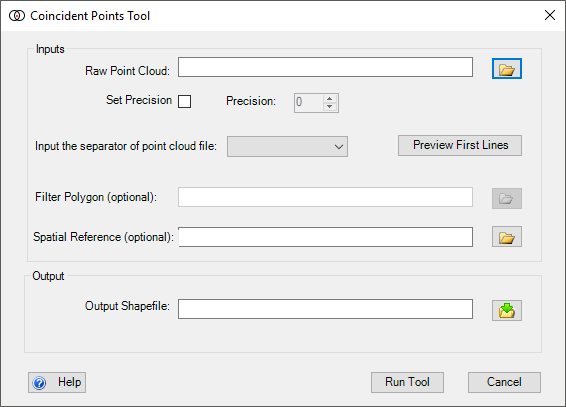 Coincident Points Tool
Inputs
Raw Point Cloud:
Set Precision Precision: 0
Input the separator of point cloud file: Preview First Lines
Filter Polygon (optional):
Spatial Reference (optional):
Output
Output Shapefile:
Help Run Tool Cancel